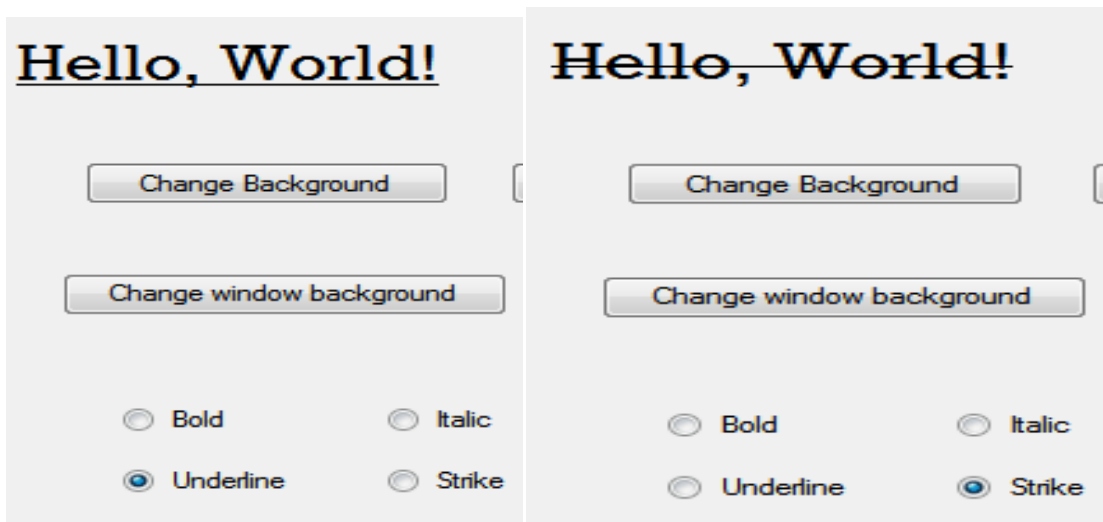 Hello, World!
Change Background
Change window background
Bold Italic
Underline Strike
Hello, World!
Change Background
Change window background
Bold Italic
Underline Strike